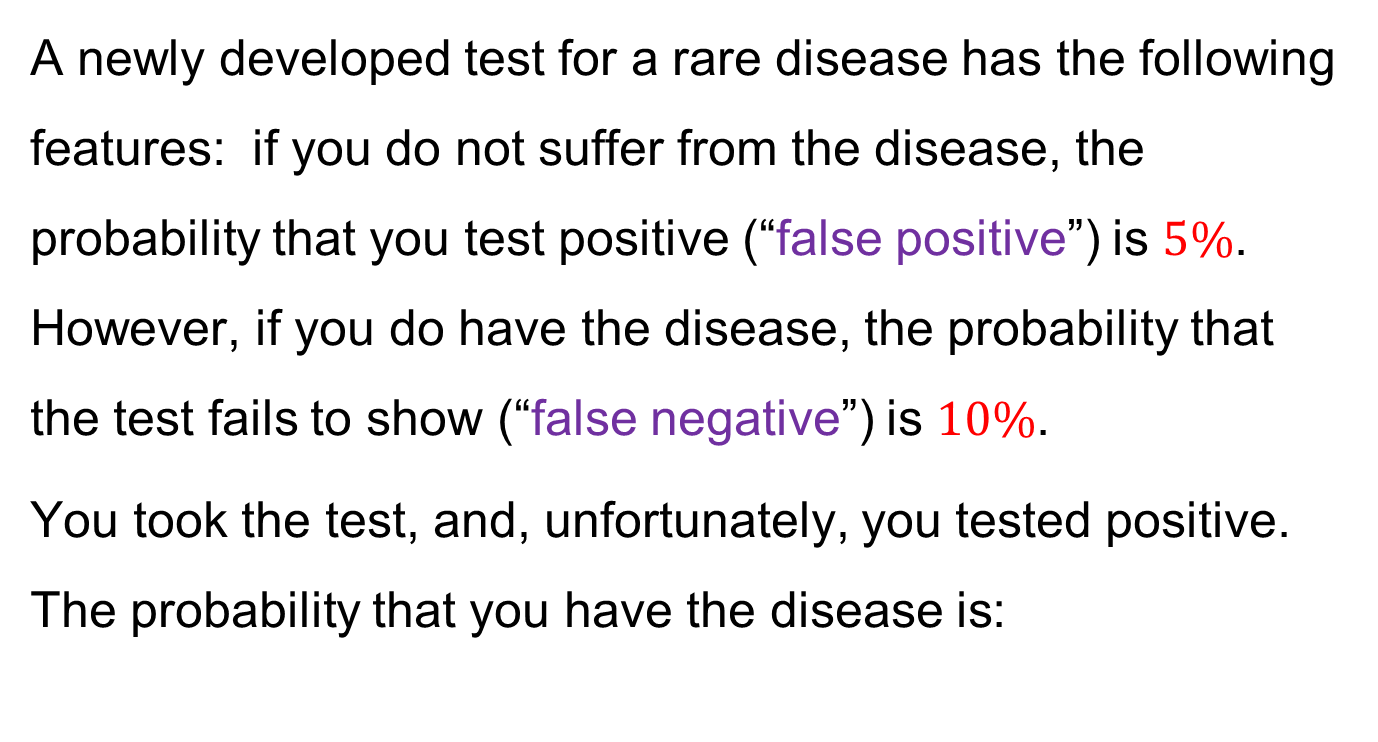 A newly developed test for a rare disease has the following
features:  if you do not suffer from the disease, the
probability that you test positive (“false positive”) is 5%.
However, if you do have the disease, the probability that
the test fails to show (“false negative”) is 10%.
You took the test, and, unfortunately, you tested positive.
The probability that you have the disease is: